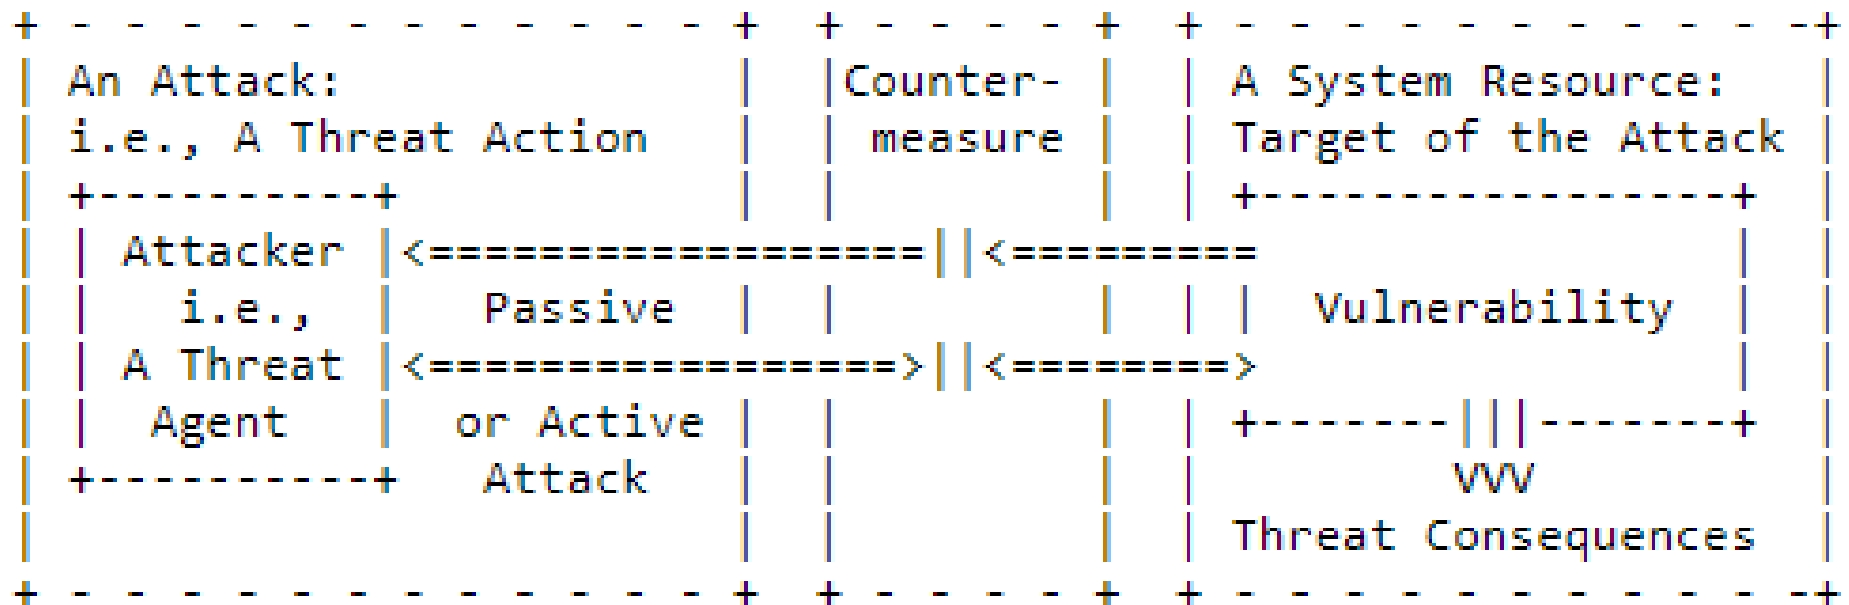 + - - - - - - - - - - - - +  + - - - - +  + - - - - - - - - - - -+
| An Attack:              |  |Counter- |  | A System Resource:   |
| i.e., A Threat Action   |  | measure |  | Target of the Attack |
| +----------+            |  |         |  | +-----------------+  |
| | Attacker |<==================||<=========                 |  |
| |   i.e.,  |   Passive  |  |         |  | |  Vulnerability  |  |
| | A Threat |<=================>||<========>                 |  |
| |  Agent   |  or Active |  |         |  | +-------|||-------+  |
| +----------+   Attack   |  |         |  |         VVV          |
|                         |  |         |  | Threat Consequences  |
+ - - - - - - - - - - - - +  + - - - - +  + - - - - - - - - - - -+